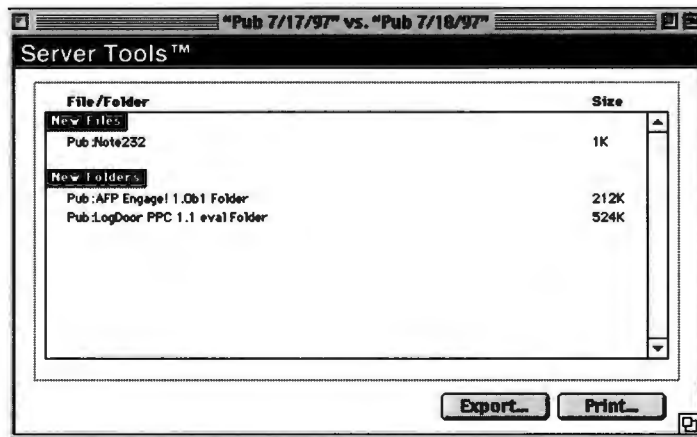 "Pub 7/17/97" vs. "Pub 7/18/97"
Server Tools™
File/Folder Size
New Files
Pub:Note232 1K
New Folders
Pub:AFP Engage! 1.0b1 Folder 212K
Pub:LogDoor PPC 1.1 eval Folder 524K
Export... Print...